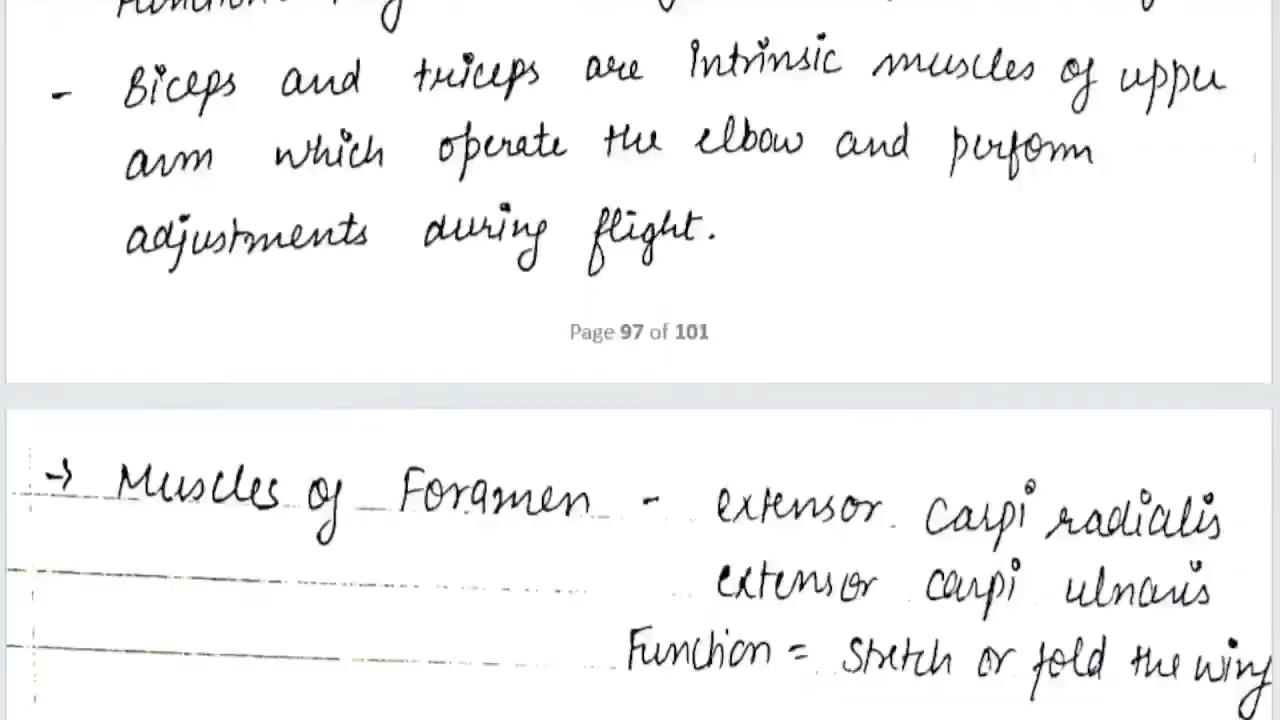 - Biceps and triceps are Intrinsic muscles of upper
arm which operate the elbow and perform
adjustments during flight.
Page 97 of 101
→ Muscles of Foramen - extensor carpi radialis
extensor carpi ulnaris
Function = Stretch or fold the wing